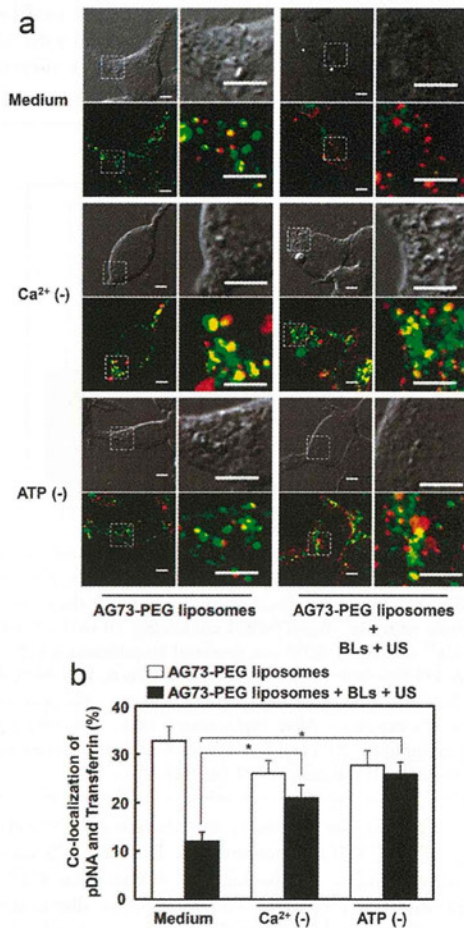 a
Medium
Ca²⁺ (-)
ATP (-)
AG73-PEG liposomes
AG73-PEG liposomes
+
BLs + US
b
AG73-PEG liposomes
AG73-PEG liposomes + BLs + US
Co-localization of
pDNA and Transferrin (%)
40
30
20
10
0
*
*
Medium
Ca²⁺ (-)
ATP (-)